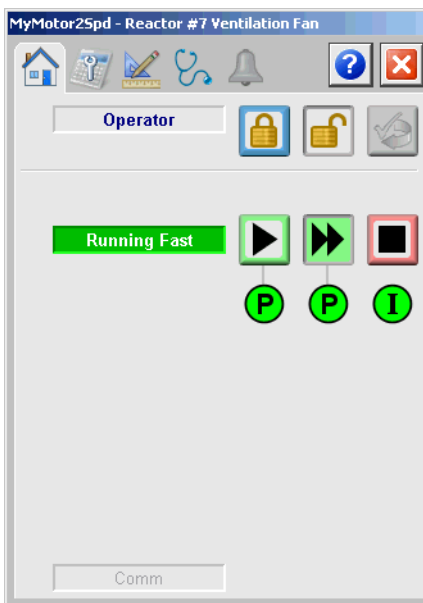 MyMotor2Spd - Reactor #7 Ventilation Fan
?
Operator
Running Fast
P P I
Comm